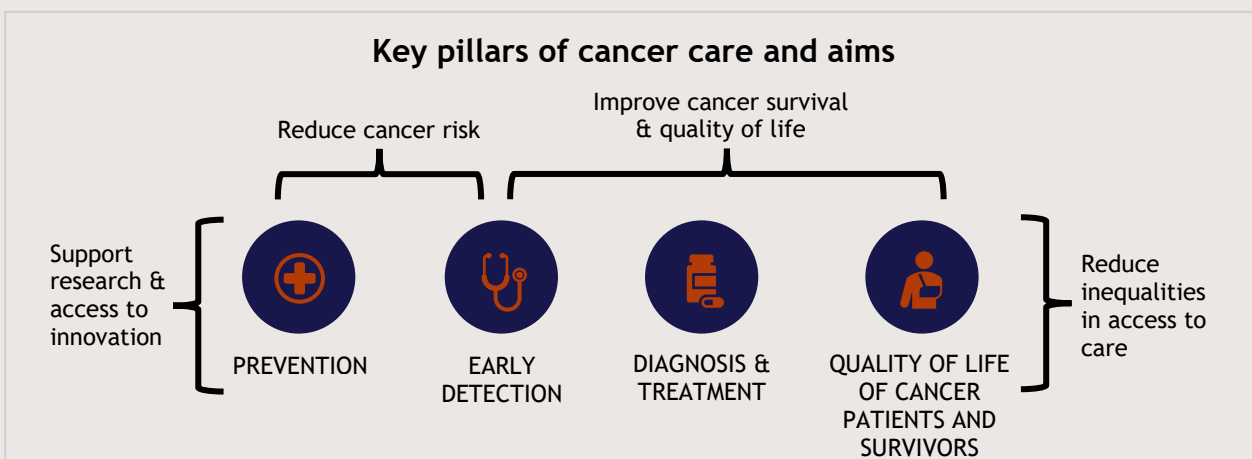 Key pillars of cancer care and aims
Improve cancer survival
& quality of life
Reduce cancer risk
Support
research &
access to
innovation
PREVENTION
EARLY
DETECTION
DIAGNOSIS &
TREATMENT
QUALITY OF LIFE
OF CANCER
PATIENTS AND
SURVIVORS
Reduce
inequalities
in access to
care